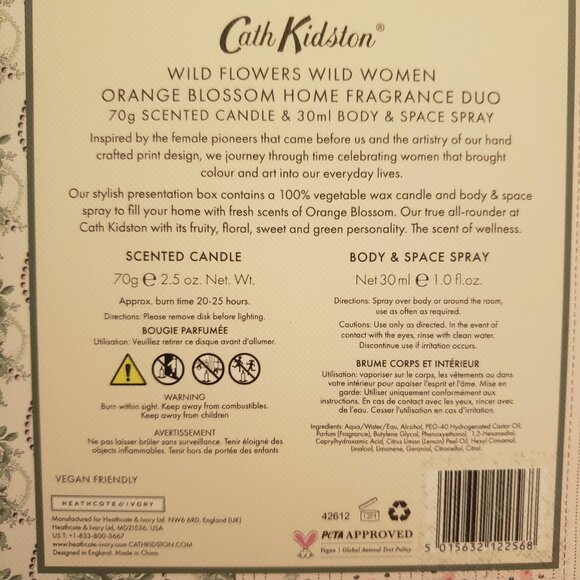 Cath Kidston®
WILD FLOWERS WILD WOMEN
ORANGE BLOSSOM HOME FRAGRANCE DUO
70g SCENTED CANDLE & 30ml BODY & SPACE SPRAY
Inspired by the female pioneers that came before us and the artistry of our hand
crafted print design, we journey through time celebrating women that brought
colour and art into our everyday lives.
Our stylish presentation box contains a 100% vegetable wax candle and body & space
spray to fill your home with fresh scents of Orange Blossom. Our true all-rounder at
Cath Kidston with its fruity, floral, sweet and green personality. The scent of wellness.
SCENTED CANDLE
70g ℮ 2.5 oz. Net. Wt.
Approx. burn time 20-25 hours.
Directions: Please remove disk before lighting.
BOUGIE PARFUMÉE
Utilisation: Veuillez retirer ce disque avant d'allumer.
WARNING
Burn within sight. Keep away from combustibles.
Keep away from children.
AVERTISSEMENT
Ne pas laisser brûler sans surveillance. Tenir éloigné des
objets inflammables. Tenir hors de portée des enfants
VEGAN FRIENDLY
HEATHCOTE & IVORY
Manufactured for Heathcote & Ivory Ltd. NW6 6RD, England (UK)
Heathcote & Ivory Ltd, MD21536, USA
US T. +1-833-800-3667
www.heathcote-ivory.com CATHKIDSTON.COM
Designed in England. Made in China.
BODY & SPACE SPRAY
Net 30ml ℮ 1.0 fl.oz.
Directions: Spray over body or around the room,
use as often as required.
Cautions: Use only as directed. In the event of
contact with the eyes, rinse with clean water.
Discontinue use if irritation occurs.
BRUME CORPS ET INTÉRIEUR
Utilisation: vaporiser sur le corps, les vêtements ou dans
votre intérieur pour apaiser l'esprit et l'âme. Mise en
garde: Utiliser uniquement conformément aux
instructions. En cas de contact avec les yeux, rincer avec
de l'eau. Cesser l'utilisation en cas d'irritation.
Ingredients: Aqua/Water/Eau, Alcohol, PEG-40 Hydrogenated Castor Oil,
Parfum (Fragrance), Butylene Glycol, Phenoxyethanol, 1,2-Hexanediol,
Caprylhydroxamic Acid, Citrus Limon (Lemon) Peel Oil, Hexyl Cinnamal,
Linalool, Limonene, Geraniol, Citronellol, Citral.
42612
12M
PETA APPROVED
Vegan | Global Animal Test Policy
5 015632 122568